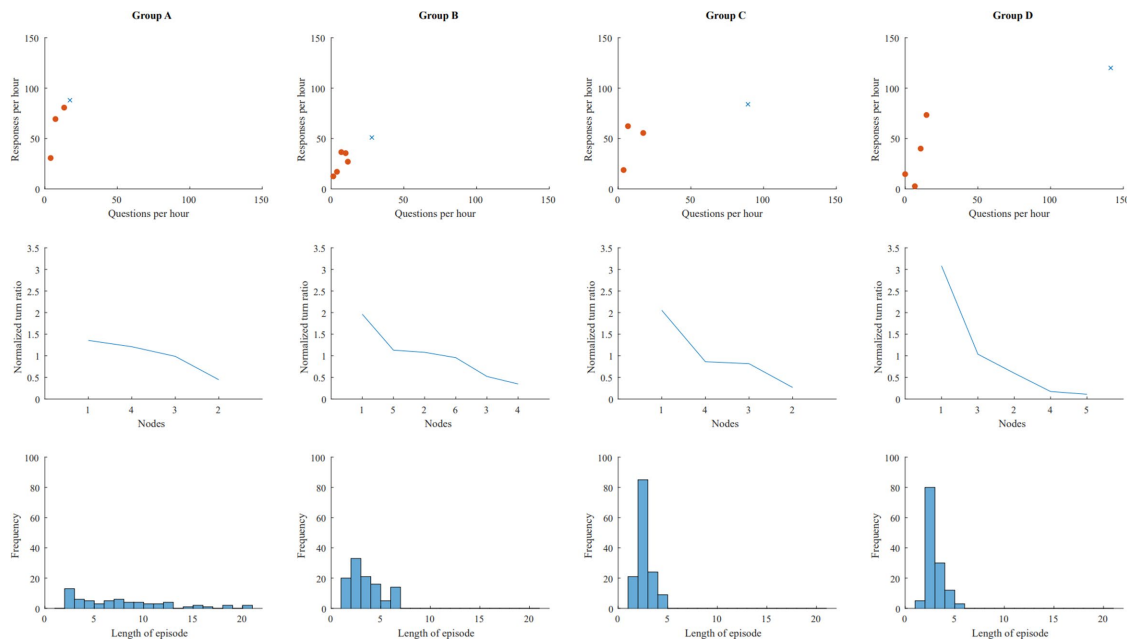 Group A
Group B
Group C
Group D
150
100
50
0
Responses per hour
0 50 100 150
Questions per hour
150
100
50
0
Responses per hour
0 50 100 150
Questions per hour
150
100
50
0
Responses per hour
0 50 100 150
Questions per hour
150
100
50
0
Responses per hour
0 50 100 150
Questions per hour
3.5
3
2.5
2
1.5
1
0.5
0
Normalized turn ratio
1 4 3 2
Nodes
3.5
3
2.5
2
1.5
1
0.5
0
Normalized turn ratio
1 5 2 6 3 4
Nodes
3.5
3
2.5
2
1.5
1
0.5
0
Normalized turn ratio
1 4 3 2
Nodes
3.5
3
2.5
2
1.5
1
0.5
0
Normalized turn ratio
1 3 2 4 5
Nodes
100
80
60
40
20
0
Frequency
0 5 10 15 20
Length of episode
100
80
60
40
20
0
Frequency
0 5 10 15 20
Length of episode
100
80
60
40
20
0
Frequency
0 5 10 15 20
Length of episode
100
80
60
40
20
0
Frequency
0 5 10 15 20
Length of episode